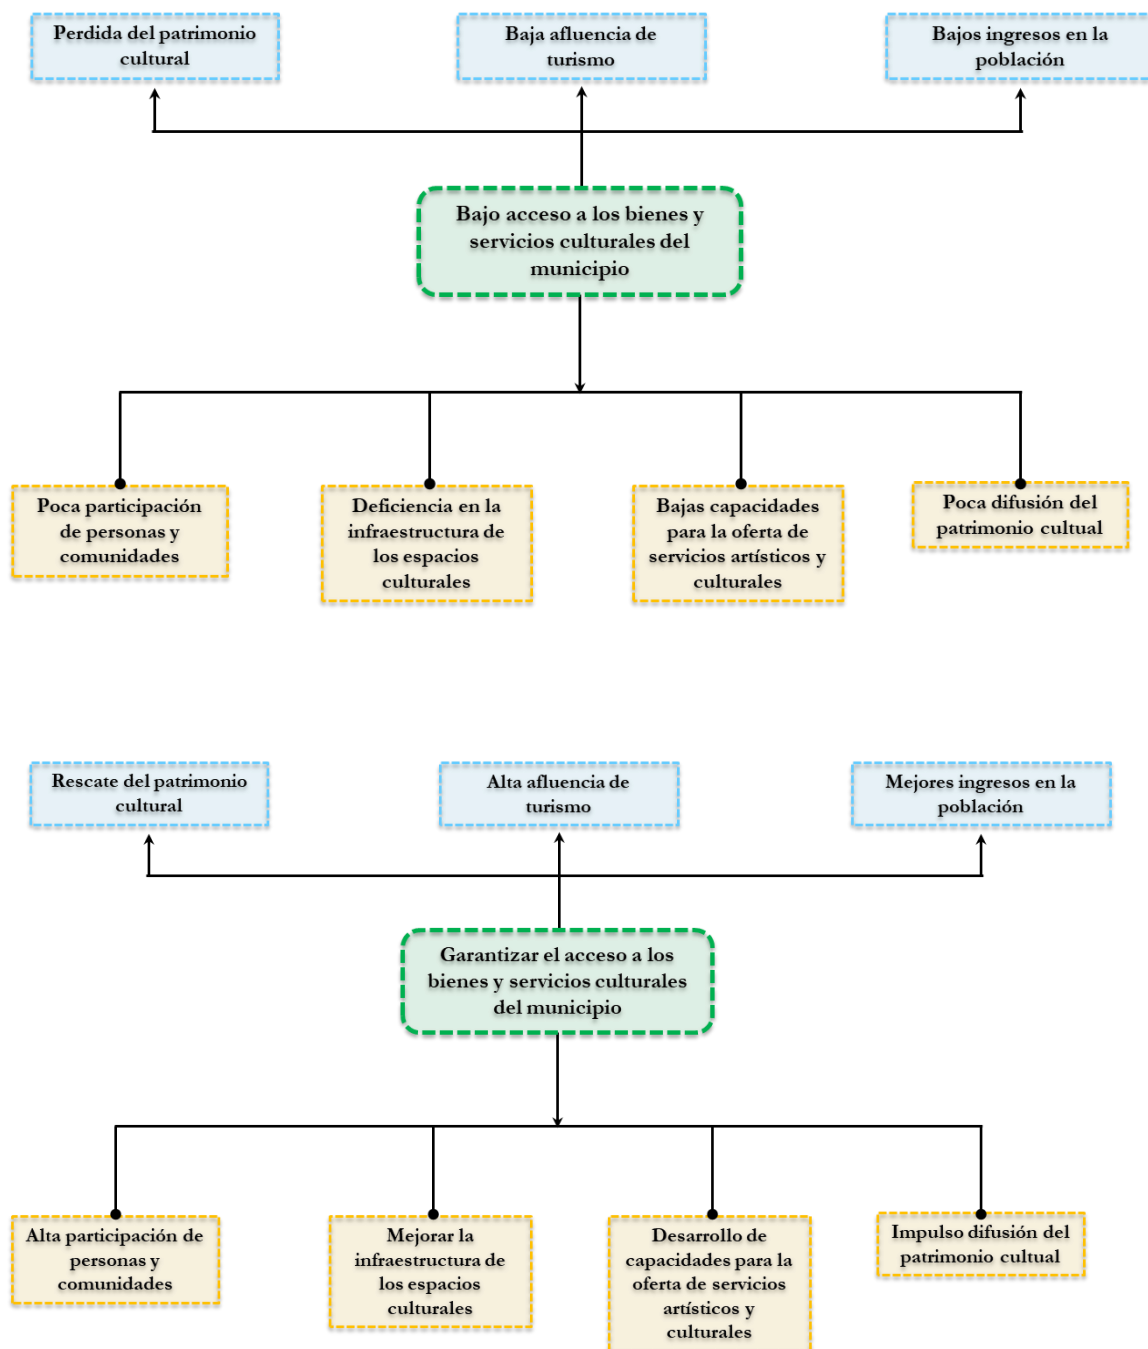 Perdida del patrimonio
cultural
Baja afluencia de
turismo
Bajos ingresos en la
población
Bajo acceso a los bienes y
servicios culturales del
municipio
Poca participación
de personas y
comunidades
Deficiencia en la
infraestructura de
los espacios
culturales
Bajas capacidades
para la oferta de
servicios artísticos y
culturales
Poca difusión del
patrimonio cultual
Rescate del patrimonio
cultural
Alta afluencia de
turismo
Mejores ingresos en la
población
Garantizar el acceso a los
bienes y servicios culturales
del municipio
Alta participación de
personas y
comunidades
Mejorar la
infraestructura de
los espacios
culturales
Desarrollo de
capacidades para la
oferta de servicios
artísticos y
culturales
Impulso difusión del
patrimonio cultual